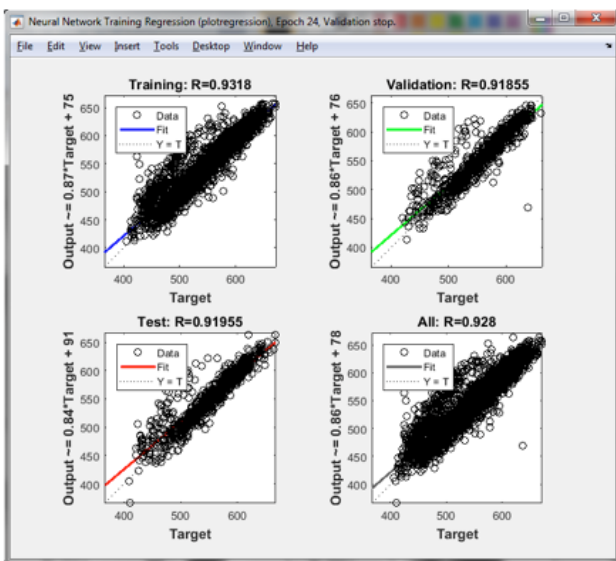 Neural Network Training Regression (plotregression), Epoch 24, Validation stop.
File Edit View Insert Tools Desktop Window Help
Training: R=0.9318
Output ~= 0.87*Target + 75
650
600
550
500
450
400
Data
Fit
Y = T
400 500 600
Target
Validation: R=0.91855
Output ~= 0.86*Target + 76
650
600
550
500
450
400
Data
Fit
Y = T
400 500 600
Target
Test: R=0.91955
Output ~= 0.84*Target + 91
650
600
550
500
450
400
Data
Fit
Y = T
400 500 600
Target
All: R=0.928
Output ~= 0.86*Target + 78
650
600
550
500
450
400
Data
Fit
Y = T
400 500 600
Target